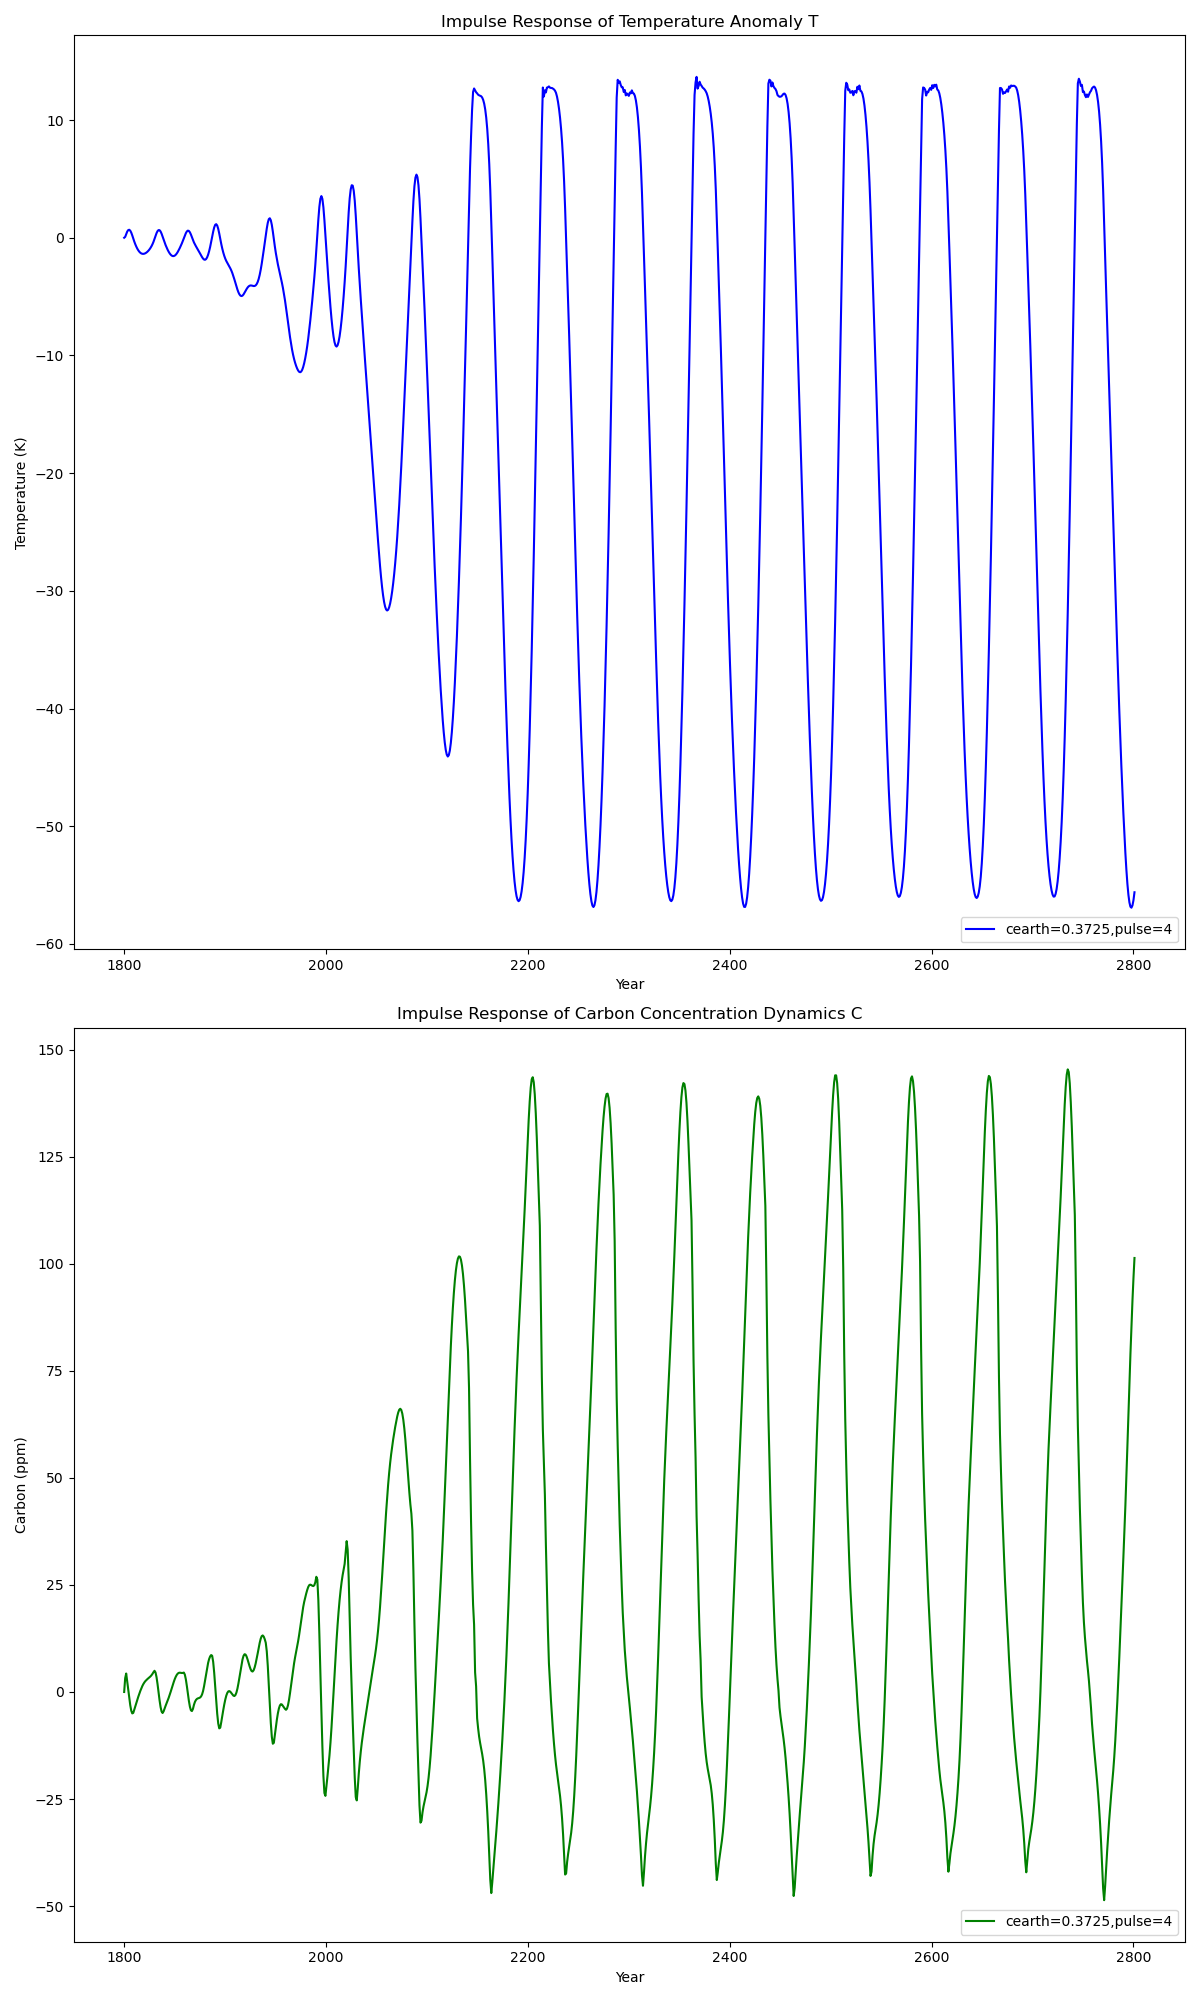 Impulse Response of Temperature Anomaly T
10
0
−10
−20
−30
−40
−50
−60
Temperature (K)
cearth=0.3725,pulse=4
1800 2000 2200 2400 2600 2800
Year
Impulse Response of Carbon Concentration Dynamics C
150
125
100
75
50
25
0
−25
−50
Carbon (ppm)
cearth=0.3725,pulse=4
1800 2000 2200 2400 2600 2800
Year